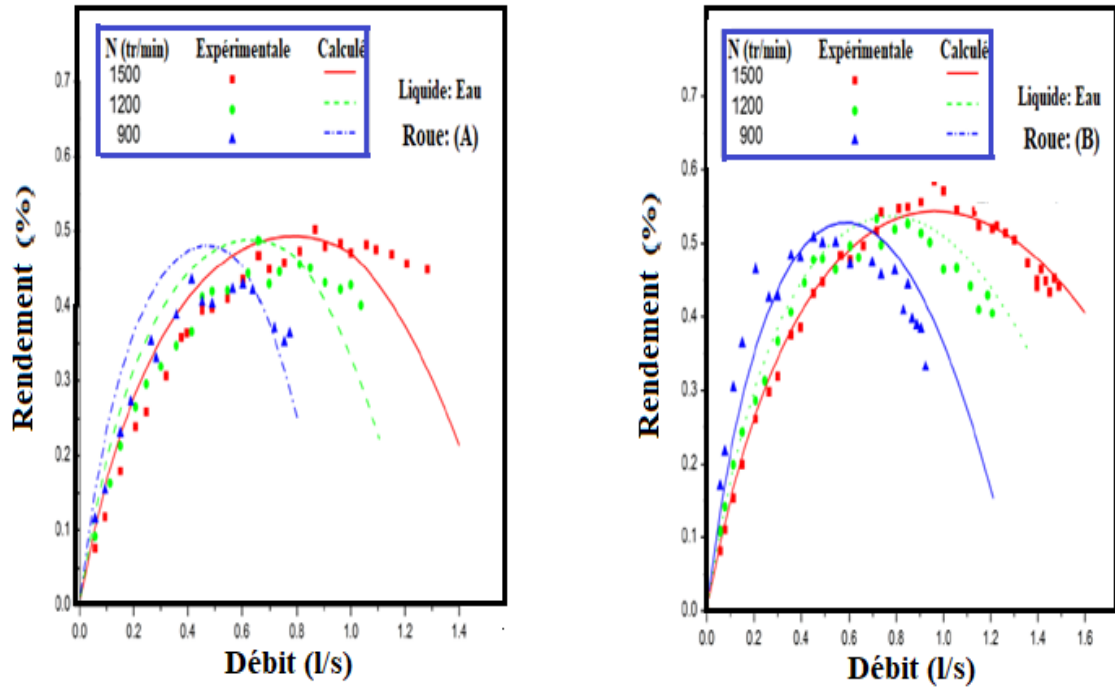 N (tr/min) Expérimentale Calculé
1500
1200
900
Liquide: Eau
Roue: (A)
Rendement (%)
0.7
0.6
0.5
0.4
0.3
0.2
0.1
0.0
0.0 0.2 0.4 0.6 0.8 1.0 1.2 1.4
Débit (l/s)
N (tr/min) Expérimentale Calculé
1500
1200
900
Liquide: Eau
Roue: (B)
Rendement (%)
0.7
0.6
0.5
0.4
0.3
0.2
0.1
0.0
0.0 0.2 0.4 0.6 0.8 1.0 1.2 1.4 1.6
Débit (l/s)